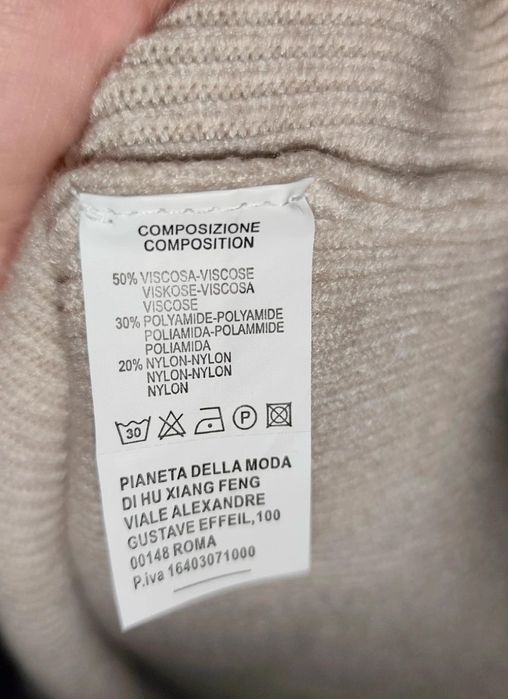 COMPOSIZIONE
COMPOSITION
50% VISCOSA-VISCOSE
VISKOSE-VISCOSA
VISCOSE
30% POLYAMIDE-POLYAMIDE
POLIAMIDA-POLAMMIDE
POLIAMIDA
20% NYLON-NYLON
NYLON-NYLON
NYLON
30 P
PIANETA DELLA MODA
DI HU XIANG FENG
VIALE ALEXANDRE
GUSTAVE EFFEIL,100
00148 ROMA
P.iva 16403071000